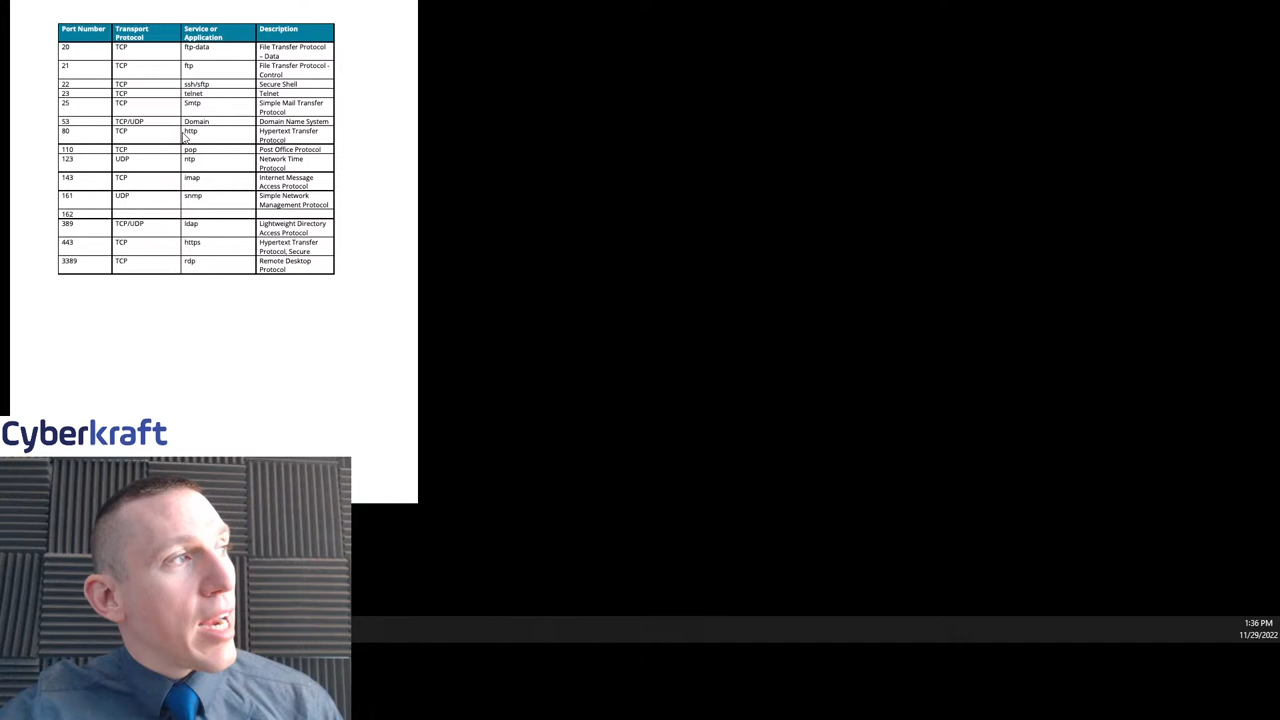 Port Number Transport Protocol Service or Application Description
20 TCP ftp-data File Transfer Protocol – Data
21 TCP ftp File Transfer Protocol - Control
22 TCP ssh/sftp Secure Shell
23 TCP telnet Telnet
25 TCP Smtp Simple Mail Transfer Protocol
53 TCP/UDP Domain Domain Name System
80 TCP http Hypertext Transfer Protocol
110 TCP pop Post Office Protocol
123 UDP ntp Network Time Protocol
143 TCP imap Internet Message Access Protocol
161 UDP snmp Simple Network Management Protocol
162
389 TCP/UDP ldap Lightweight Directory Access Protocol
443 TCP https Hypertext Transfer Protocol, Secure
3389 TCP rdp Remote Desktop Protocol
Cyberkraft
1:36 PM
11/29/2022